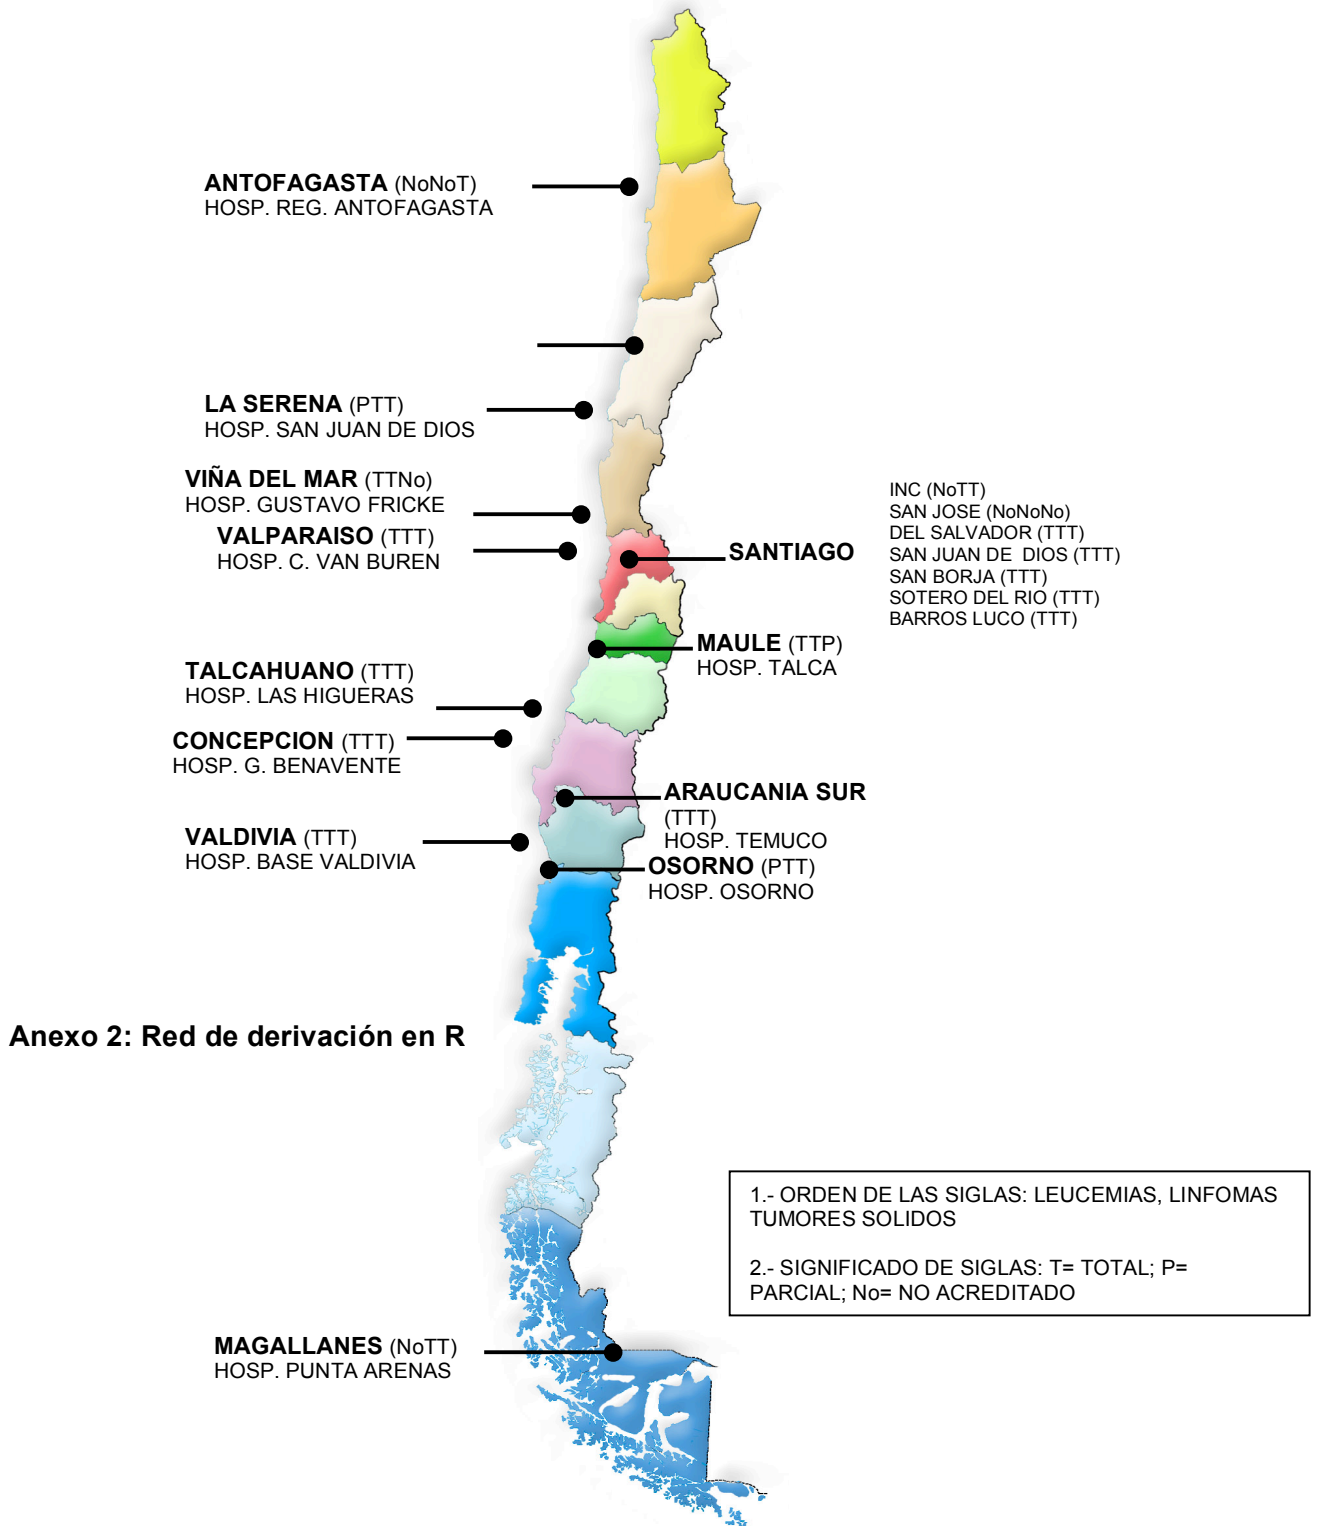 ANTOFAGASTA (NoNoT)
HOSP. REG. ANTOFAGASTA
LA SERENA (PTT)
HOSP. SAN JUAN DE DIOS
VIÑA DEL MAR (TTNo)
HOSP. GUSTAVO FRICKE
VALPARAISO (TTT)
HOSP. C. VAN BUREN
SANTIAGO
INC (NoTT)
SAN JOSE (NoNoNo)
DEL SALVADOR (TTT)
SAN JUAN DE DIOS (TTT)
SAN BORJA (TTT)
SOTERO DEL RIO (TTT)
BARROS LUCO (TTT)
MAULE (TTP)
HOSP. TALCA
TALCAHUANO (TTT)
HOSP. LAS HIGUERAS
CONCEPCION (TTT)
HOSP. G. BENAVENTE
ARAUCANIA SUR
(TTT)
HOSP. TEMUCO
VALDIVIA (TTT)
HOSP. BASE VALDIVIA
OSORNO (PTT)
HOSP. OSORNO
Anexo 2: Red de derivación en R
1.- ORDEN DE LAS SIGLAS: LEUCEMIAS, LINFOMAS
TUMORES SOLIDOS
2.- SIGNIFICADO DE SIGLAS: T= TOTAL; P=
PARCIAL; No= NO ACREDITADO
MAGALLANES (NoTT)
HOSP. PUNTA ARENAS